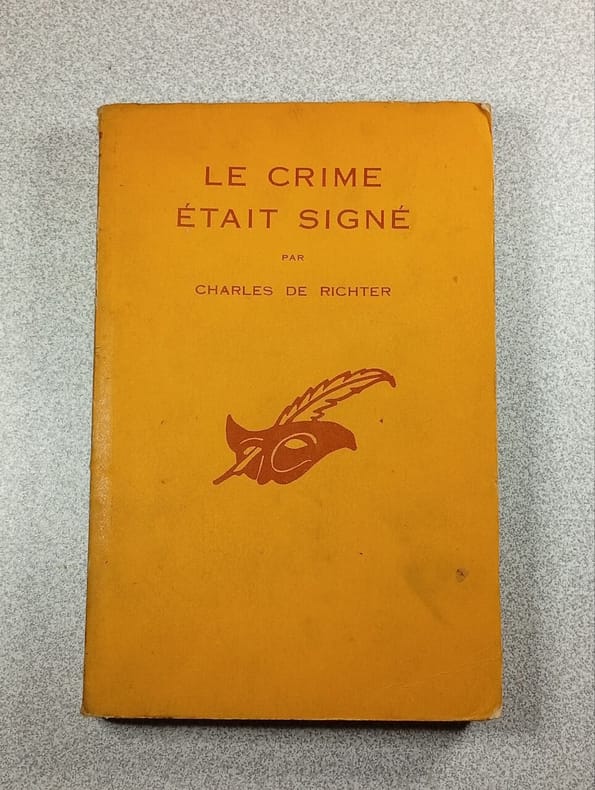 LE CRIME
ÉTAIT SIGNÉ
PAR
CHARLES DE RICHTER